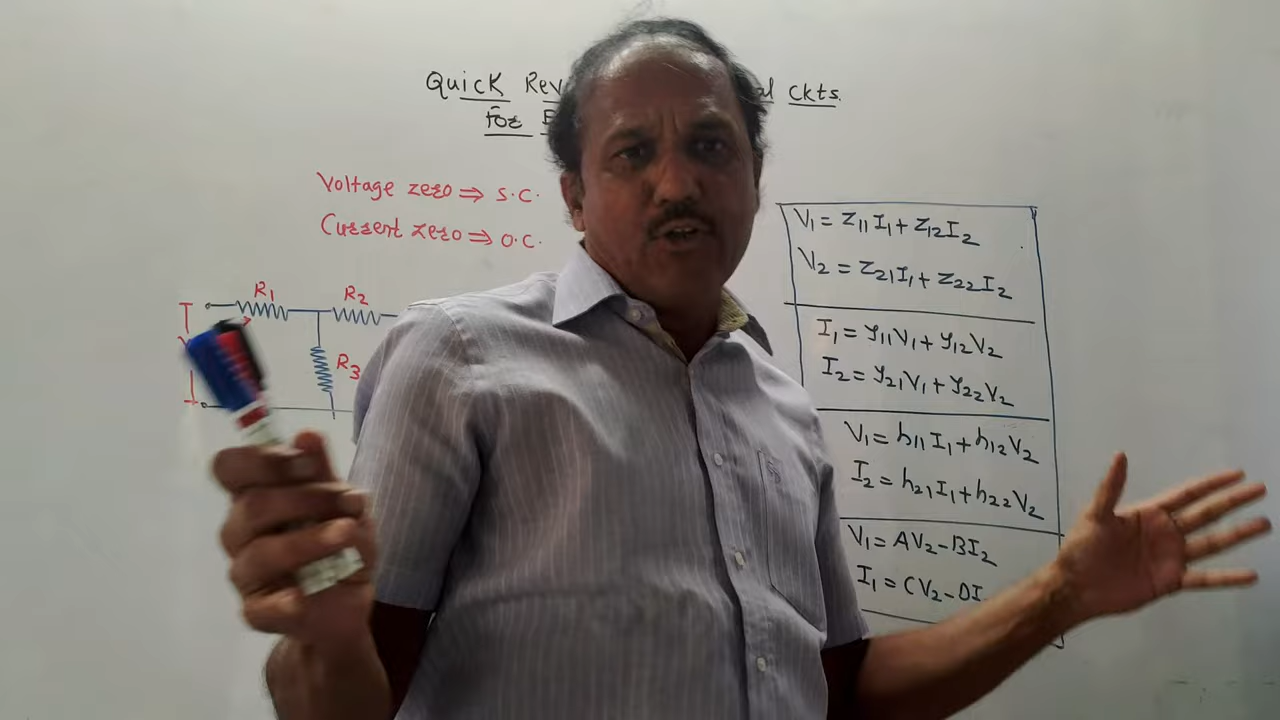 Quick Ckts.
For
Voltage zero ⇒ S.C.
Current zero ⇒ O.C.
R1 R2
R3
V1 = Z11 I1 + Z12 I2
V2 = Z21 I1 + Z22 I2
I1 = y11 V1 + y12 V2
I2 = y21 V1 + y22 V2
V1 = h11 I1 + h12 V2
I2 = h21 I1 + h22 V2
V1 = AV2 - BI2
I1 = CV2 - DI